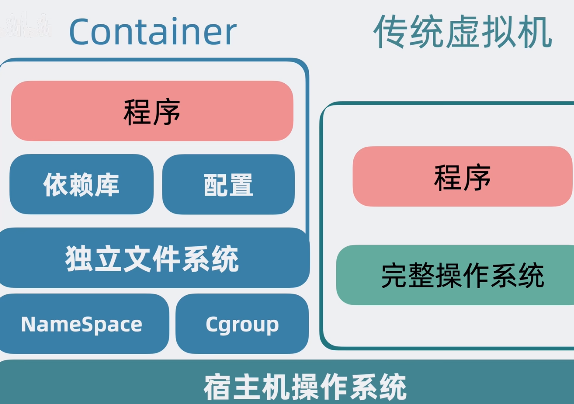 Container
传统虚拟机
程序
依赖库
配置
独立文件系统
NameSpace
Cgroup
程序
完整操作系统
宿主机操作系统